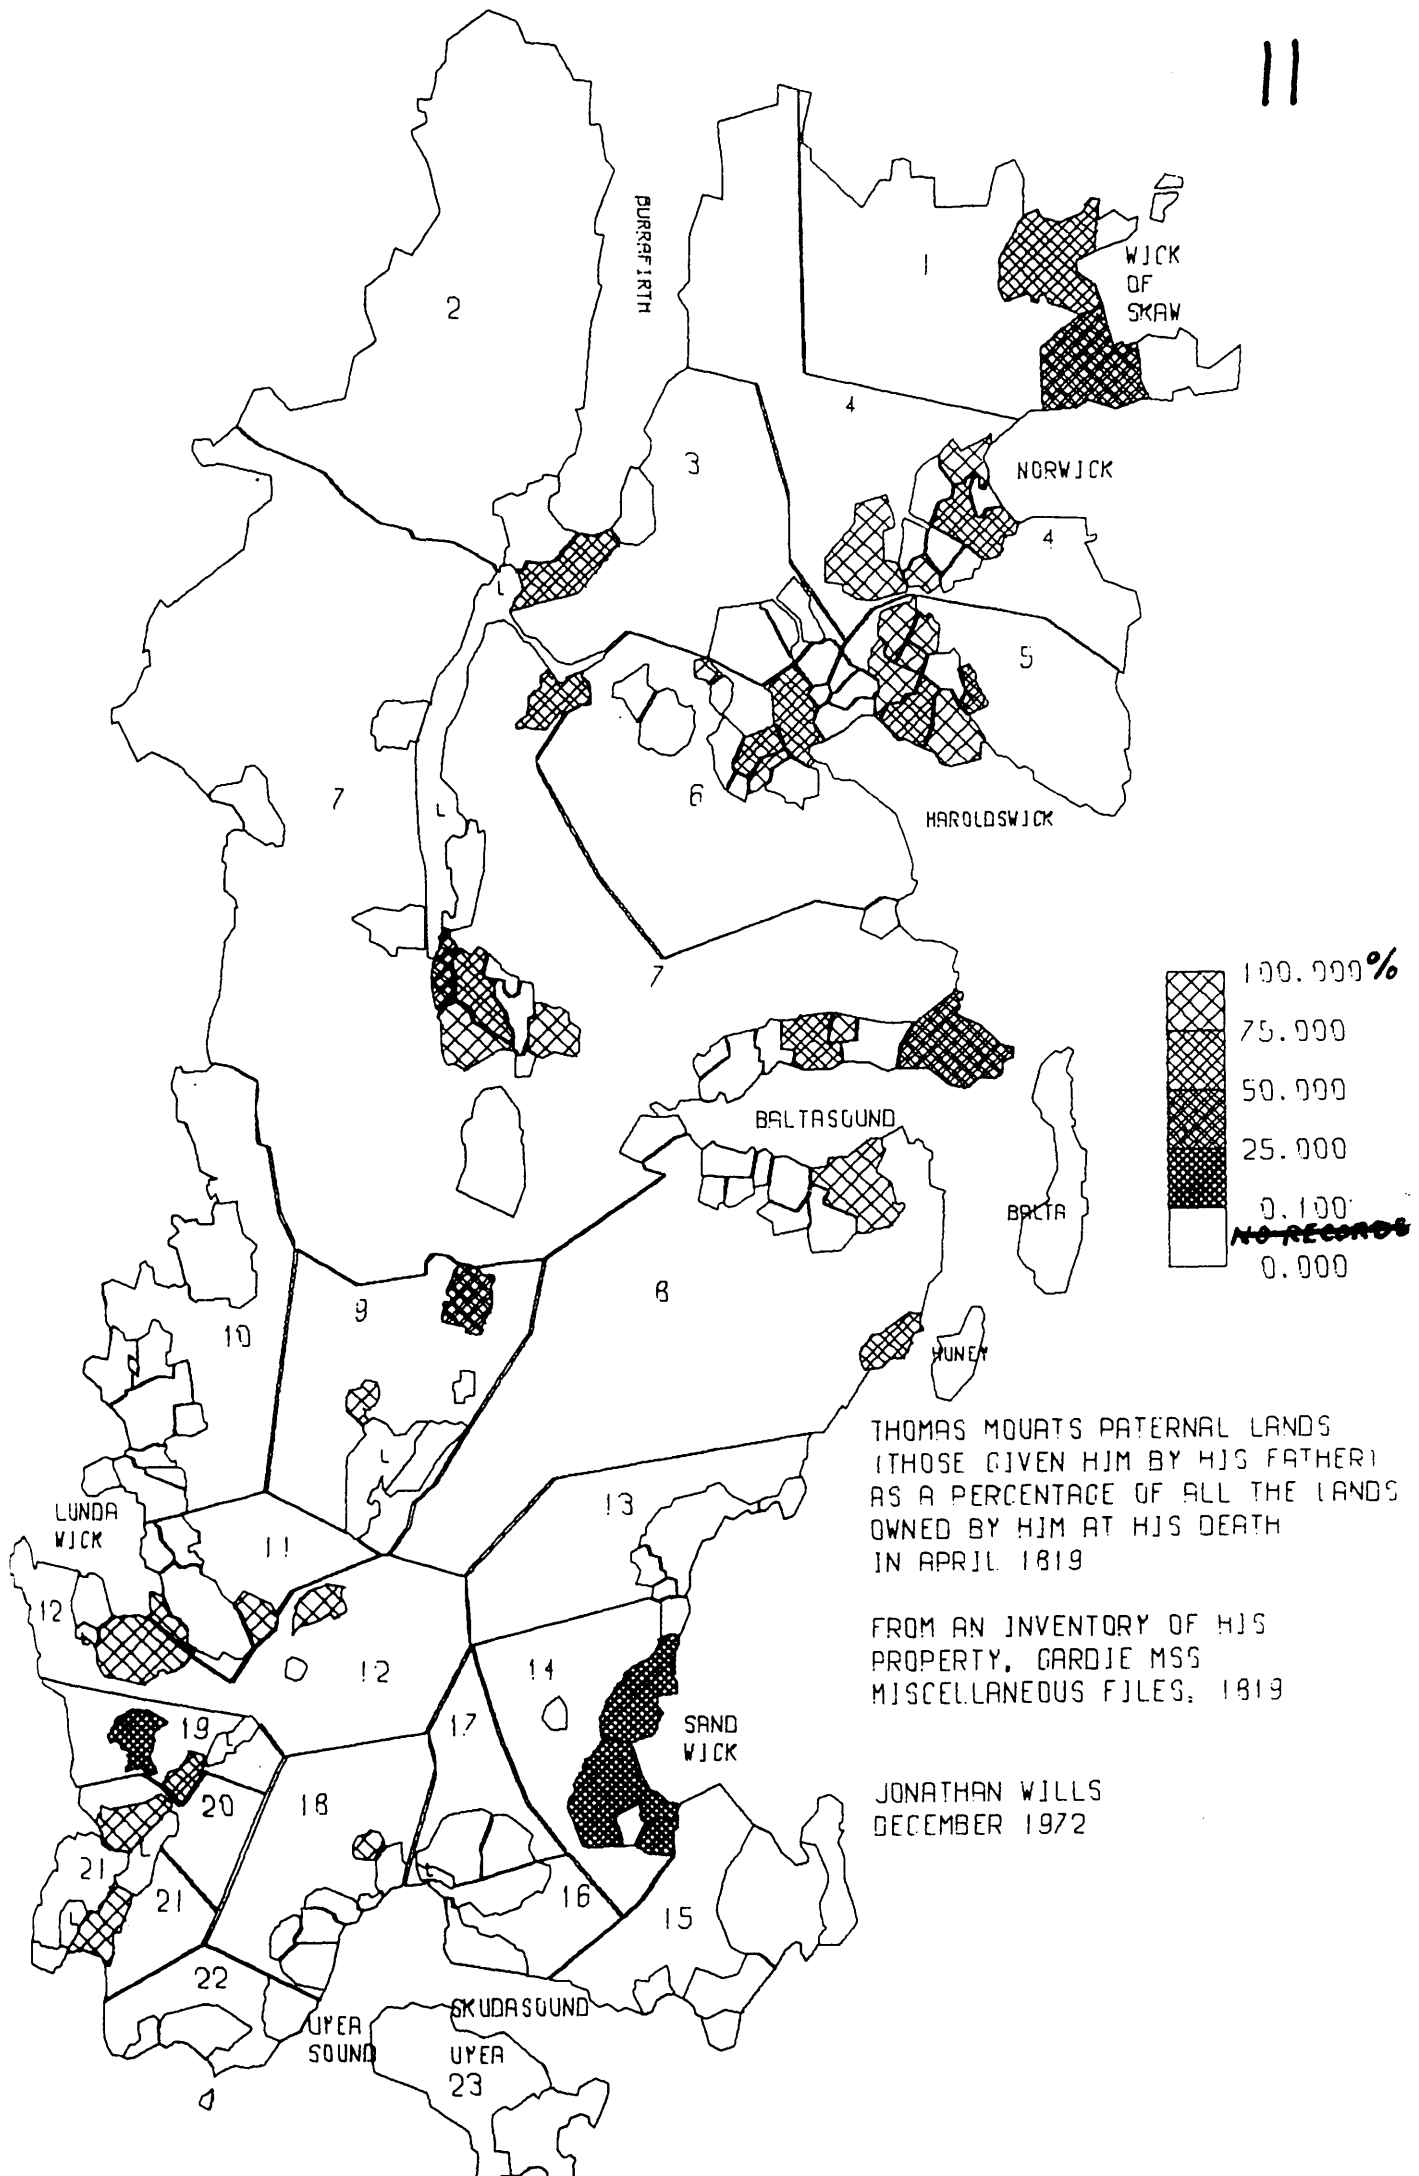 11
BURRAFIRTH
1
WICK
OF
SKAW
2
4
3
NORWICK
4
L
5
7
6
L
HAROLDSWICK
7
100.000%
75.000
50.000
25.000
0.100
NO RECORDS
0.000
BALTASOUND
BALTA
8
9
10
HUNEY
L
THOMAS MOUATS PATERNAL LANDS
(THOSE GIVEN HIM BY HIS FATHER)
AS A PERCENTAGE OF ALL THE LANDS
OWNED BY HIM AT HIS DEATH
IN APRIL 1819
13
LUNDA
WICK
11
12
FROM AN INVENTORY OF HIS
PROPERTY, GARDIE MSS
MISCELLANEOUS FILES, 1819
L
12
14
17
19
SAND
WICK
JONATHAN WILLS
DECEMBER 1972
20
18
L
21
L
21
L
16
15
22
SKUDASOUND
UYEA
SOUND
UYEA
23